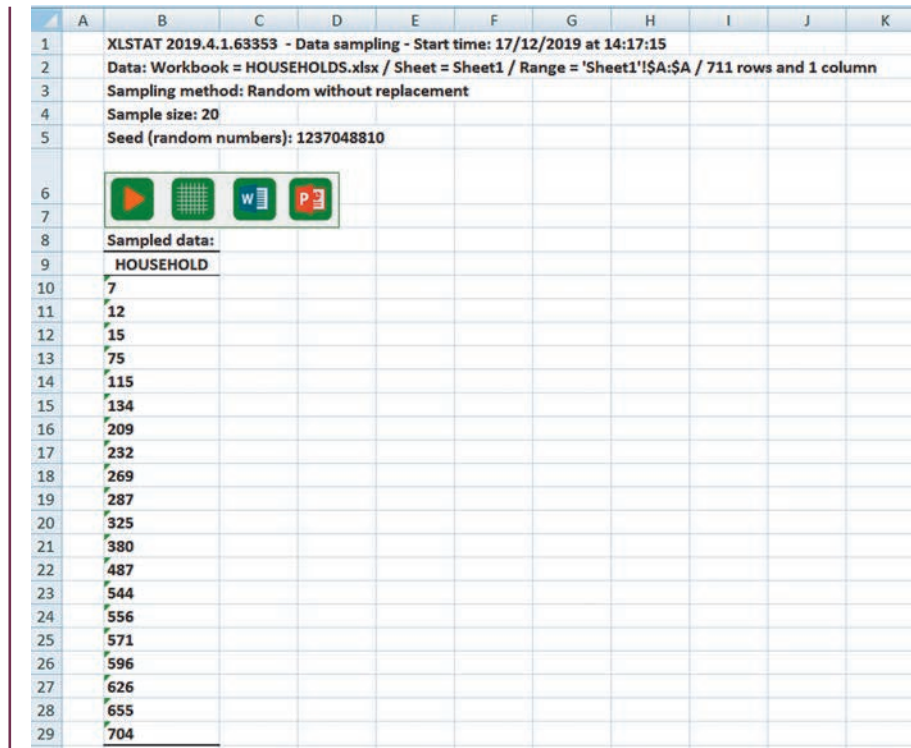 A B C D E F G H I J K
1 XLSTAT 2019.4.1.63353 - Data sampling - Start time: 17/12/2019 at 14:17:15
2 Data: Workbook = HOUSEHOLDS.xlsx / Sheet = Sheet1 / Range = 'Sheet1'!$A:$A / 711 rows and 1 column
3 Sampling method: Random without replacement
4 Sample size: 20
5 Seed (random numbers): 1237048810
6 W P
7
8 Sampled data:
9 HOUSEHOLD
10 7
11 12
12 15
13 75
14 115
15 134
16 209
17 232
18 269
19 287
20 325
21 380
22 487
23 544
24 556
25 571
26 596
27 626
28 655
29 704